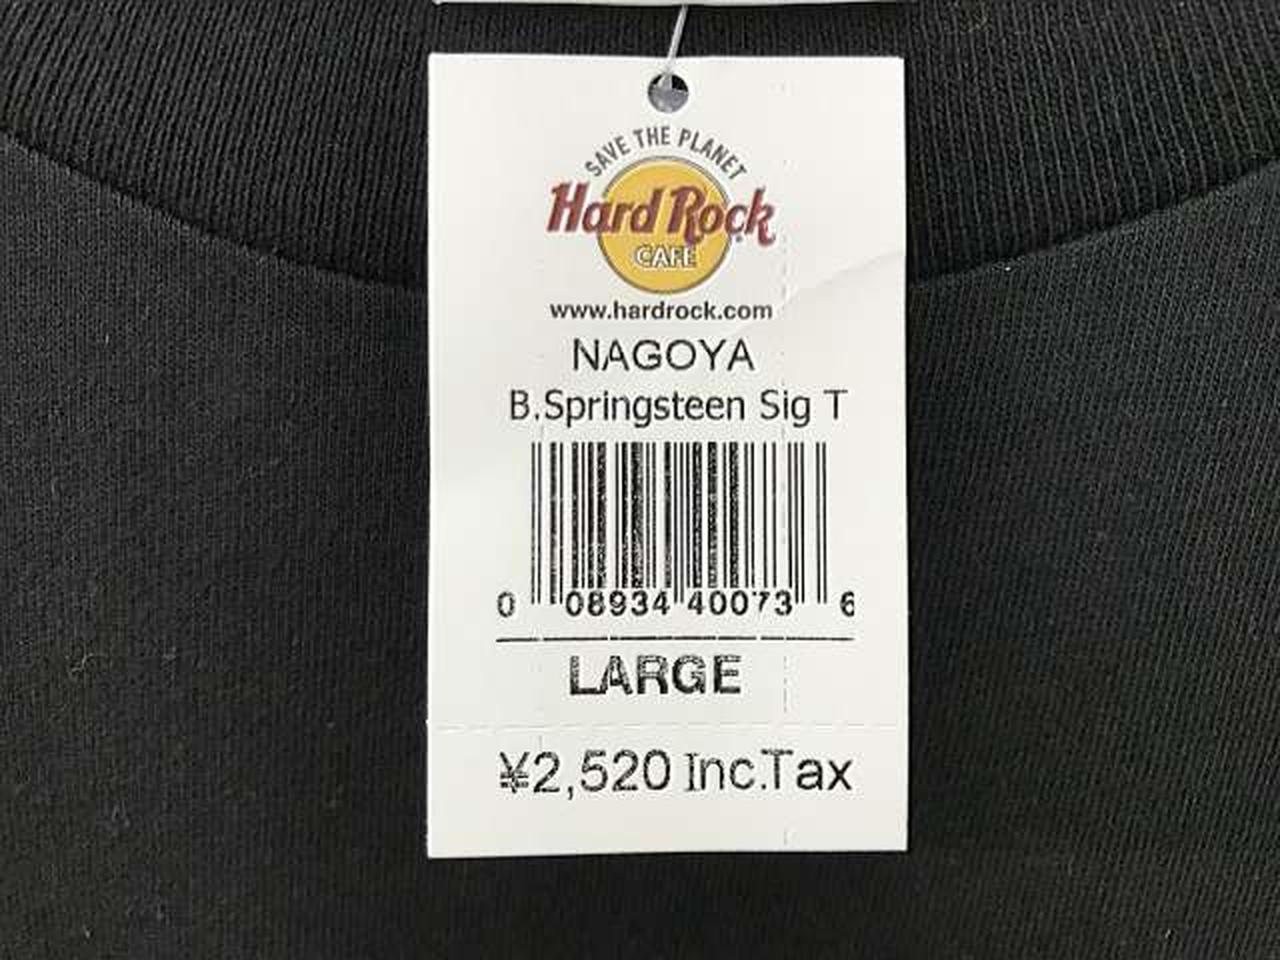 SAVE THE PLANET
Hard Rock
CAFE
www.hardrock.com
NAGOYA
B.Springsteen Sig T
0 08934 40073 6
LARGE
¥2,520 Inc.Tax